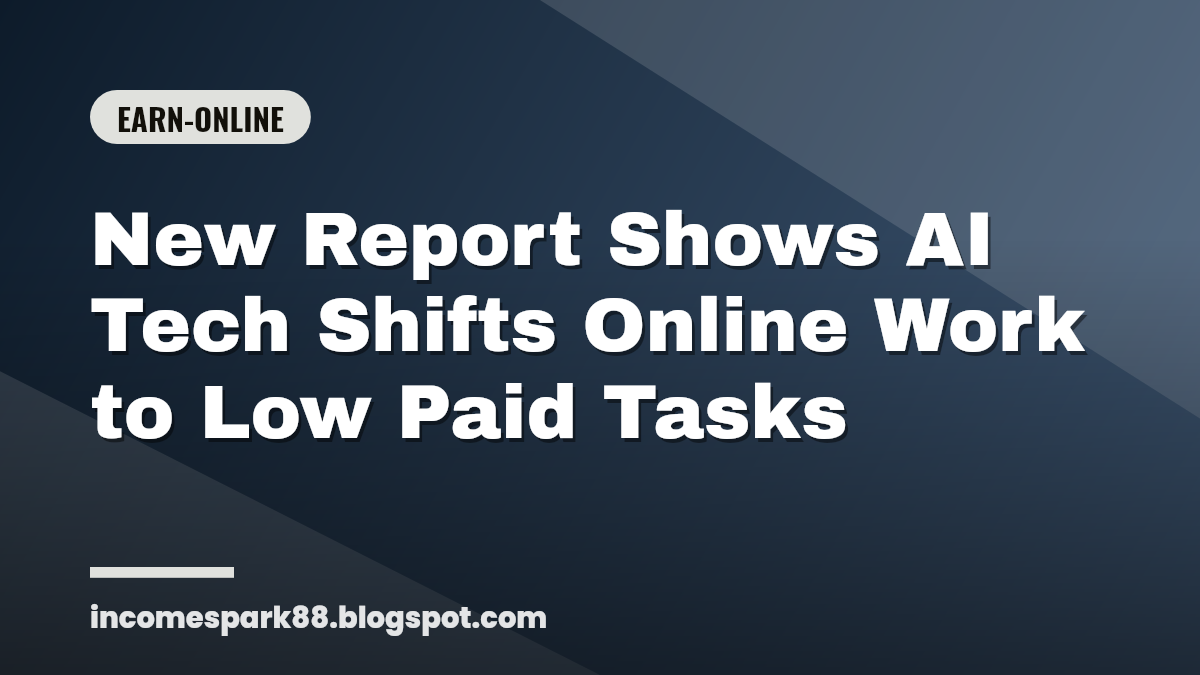 EARN-ONLINE
New Report Shows AI
Tech Shifts Online Work
to Low Paid Tasks
incomespark88.blogspot.com